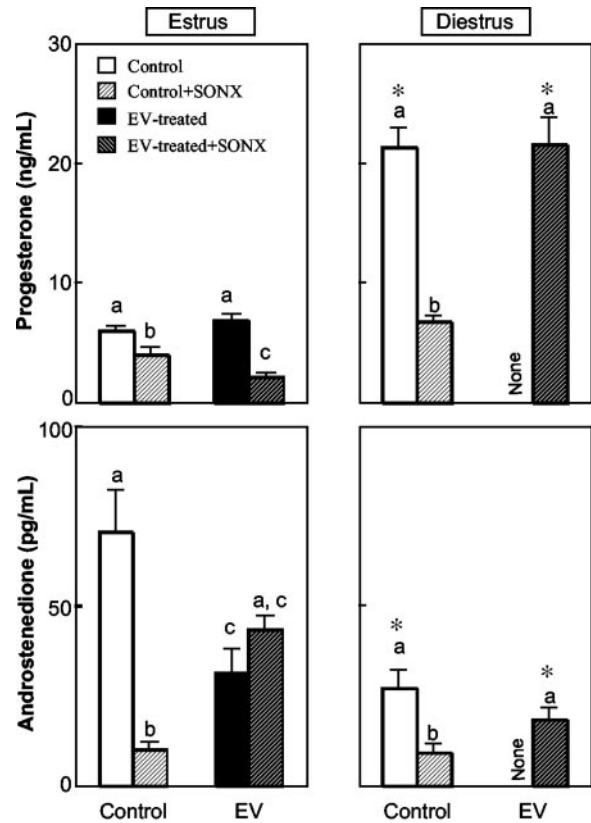 Estrus
Diestrus
Progesterone (ng/mL)
30
20
10
0
Control
Control+SONX
EV-treated
EV-treated+SONX
a
b
a
c
*
a
b
None
*
a
Androstenedione (pg/mL)
100
50
0
a
b
c
a, c
*
a
b
None
*
a
Control
EV
Control
EV